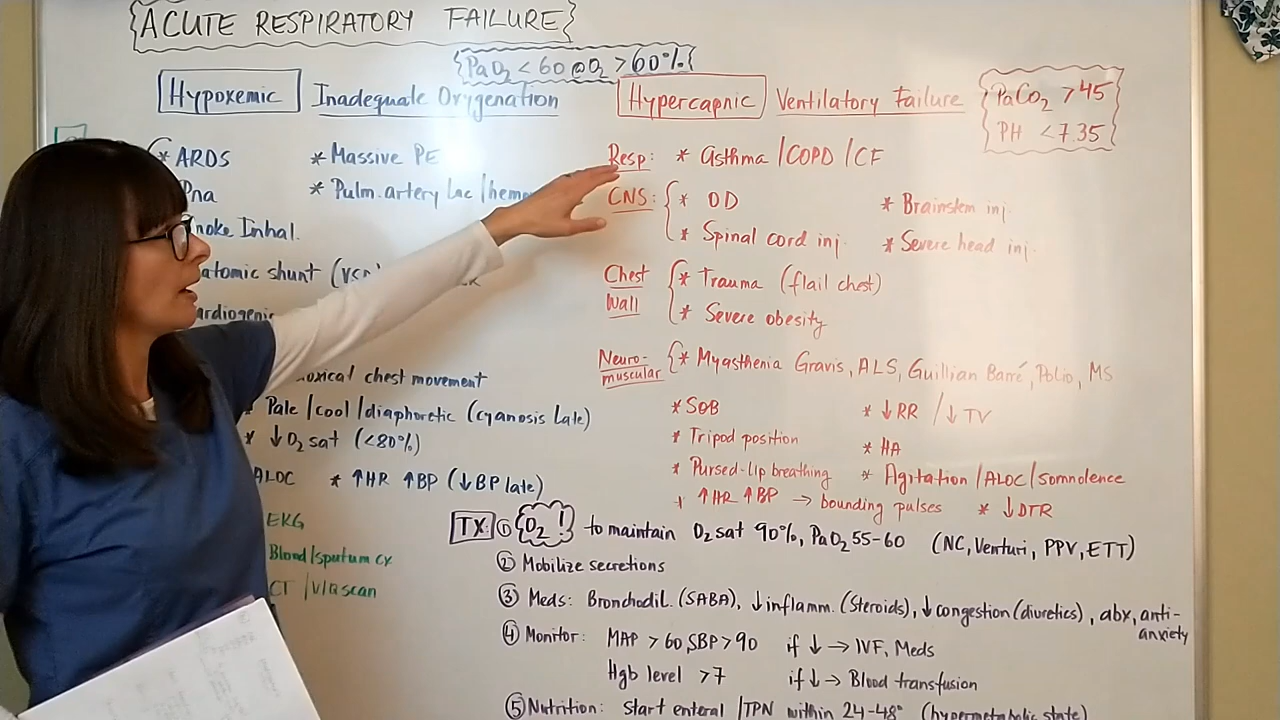 ACUTE RESPIRATORY FAILURE
PaO₂ < 60 @O₂ >60%
Hypoxemic Inadequate Oxygenation
* ARDS * Massive PE
Pna * Pulm. artery Lac /hem
moke Inhal.
atomic shunt (VSD)
ardiogenic
oxical chest movement
* Pale /cool /diaphoretic (cyanosis Late)
* ↓O₂ sat (<80%)
ALOC * ↑HR ↑BP (↓BP late)
EKG
Blood/sputum cx
CT /V/Q scan
Hypercapnic Ventilatory Failure
PaCO₂ >45
PH <7.35
Resp: * Asthma /COPD /CF
CNS: * OD * Brainstem inj.
* Spinal cord inj. * Severe head inj.
Chest Wall * Trauma (flail chest)
* Severe obesity
Neuro-muscular * Myasthenia Gravis, ALS, Guillian Barré, Polio, MS
* SOB * ↓RR /↓TV
* Tripod position * HA
* Pursed-lip breathing * Agitation /ALOC/somnolence
* ↑HR ↑BP → bounding pulses * ↓DTR
TX: ① O₂! to maintain O₂ sat 90%, PaO₂ 55-60 (NC, Venturi, PPV, ETT)
② Mobilize secretions
③ Meds: Bronchodil. (SABA), ↓inflamm. (Steroids), ↓congestion (diuretics), abx, anti-
anxiety
④ Monitor: MAP >60, SBP >90 if ↓ → IVF, Meds
Hgb level >7 if ↓ → Blood transfusion
⑤ Nutrition: Start enteral /TPN within 24-48° (hypermetabolic state)